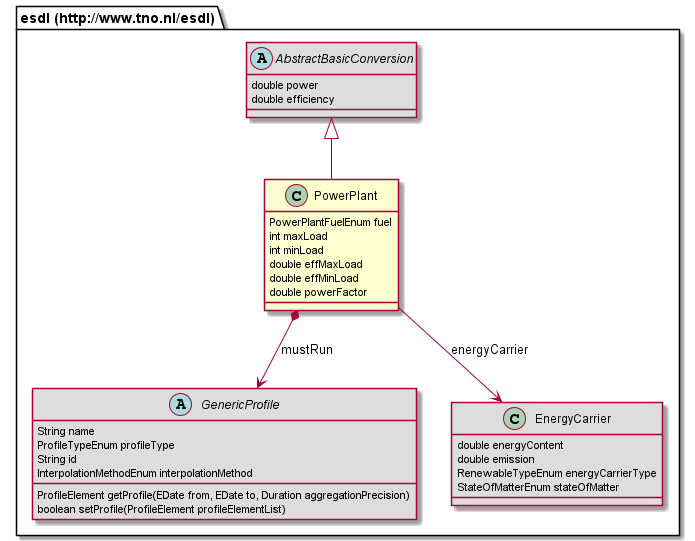 esdl (http://www.tno.nl/esdl)
A AbstractBasicConversion
double power
double efficiency
C PowerPlant
PowerPlantFuelEnum fuel
int maxLoad
int minLoad
double effMaxLoad
double effMinLoad
double powerFactor
mustRun
energyCarrier
A GenericProfile
String name
ProfileTypeEnum profileType
String id
InterpolationMethodEnum interpolationMethod
ProfileElement getProfile(EDate from, EDate to, Duration aggregationPrecision)
boolean setProfile(ProfileElement profileElementList)
C EnergyCarrier
double energyContent
double emission
RenewableTypeEnum energyCarrierType
StateOfMatterEnum stateOfMatter